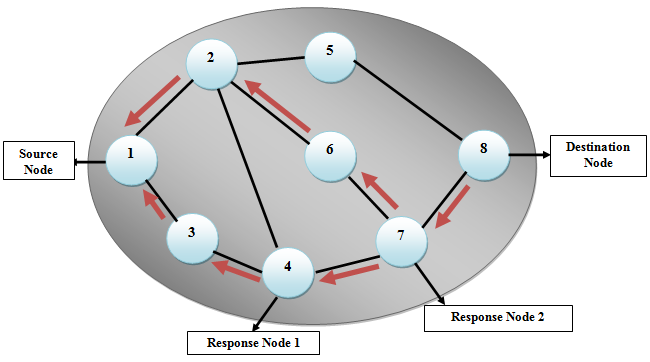 2
5
1
6
8
Source
Node
Destination
Node
3
7
4
Response Node 2
Response Node 1